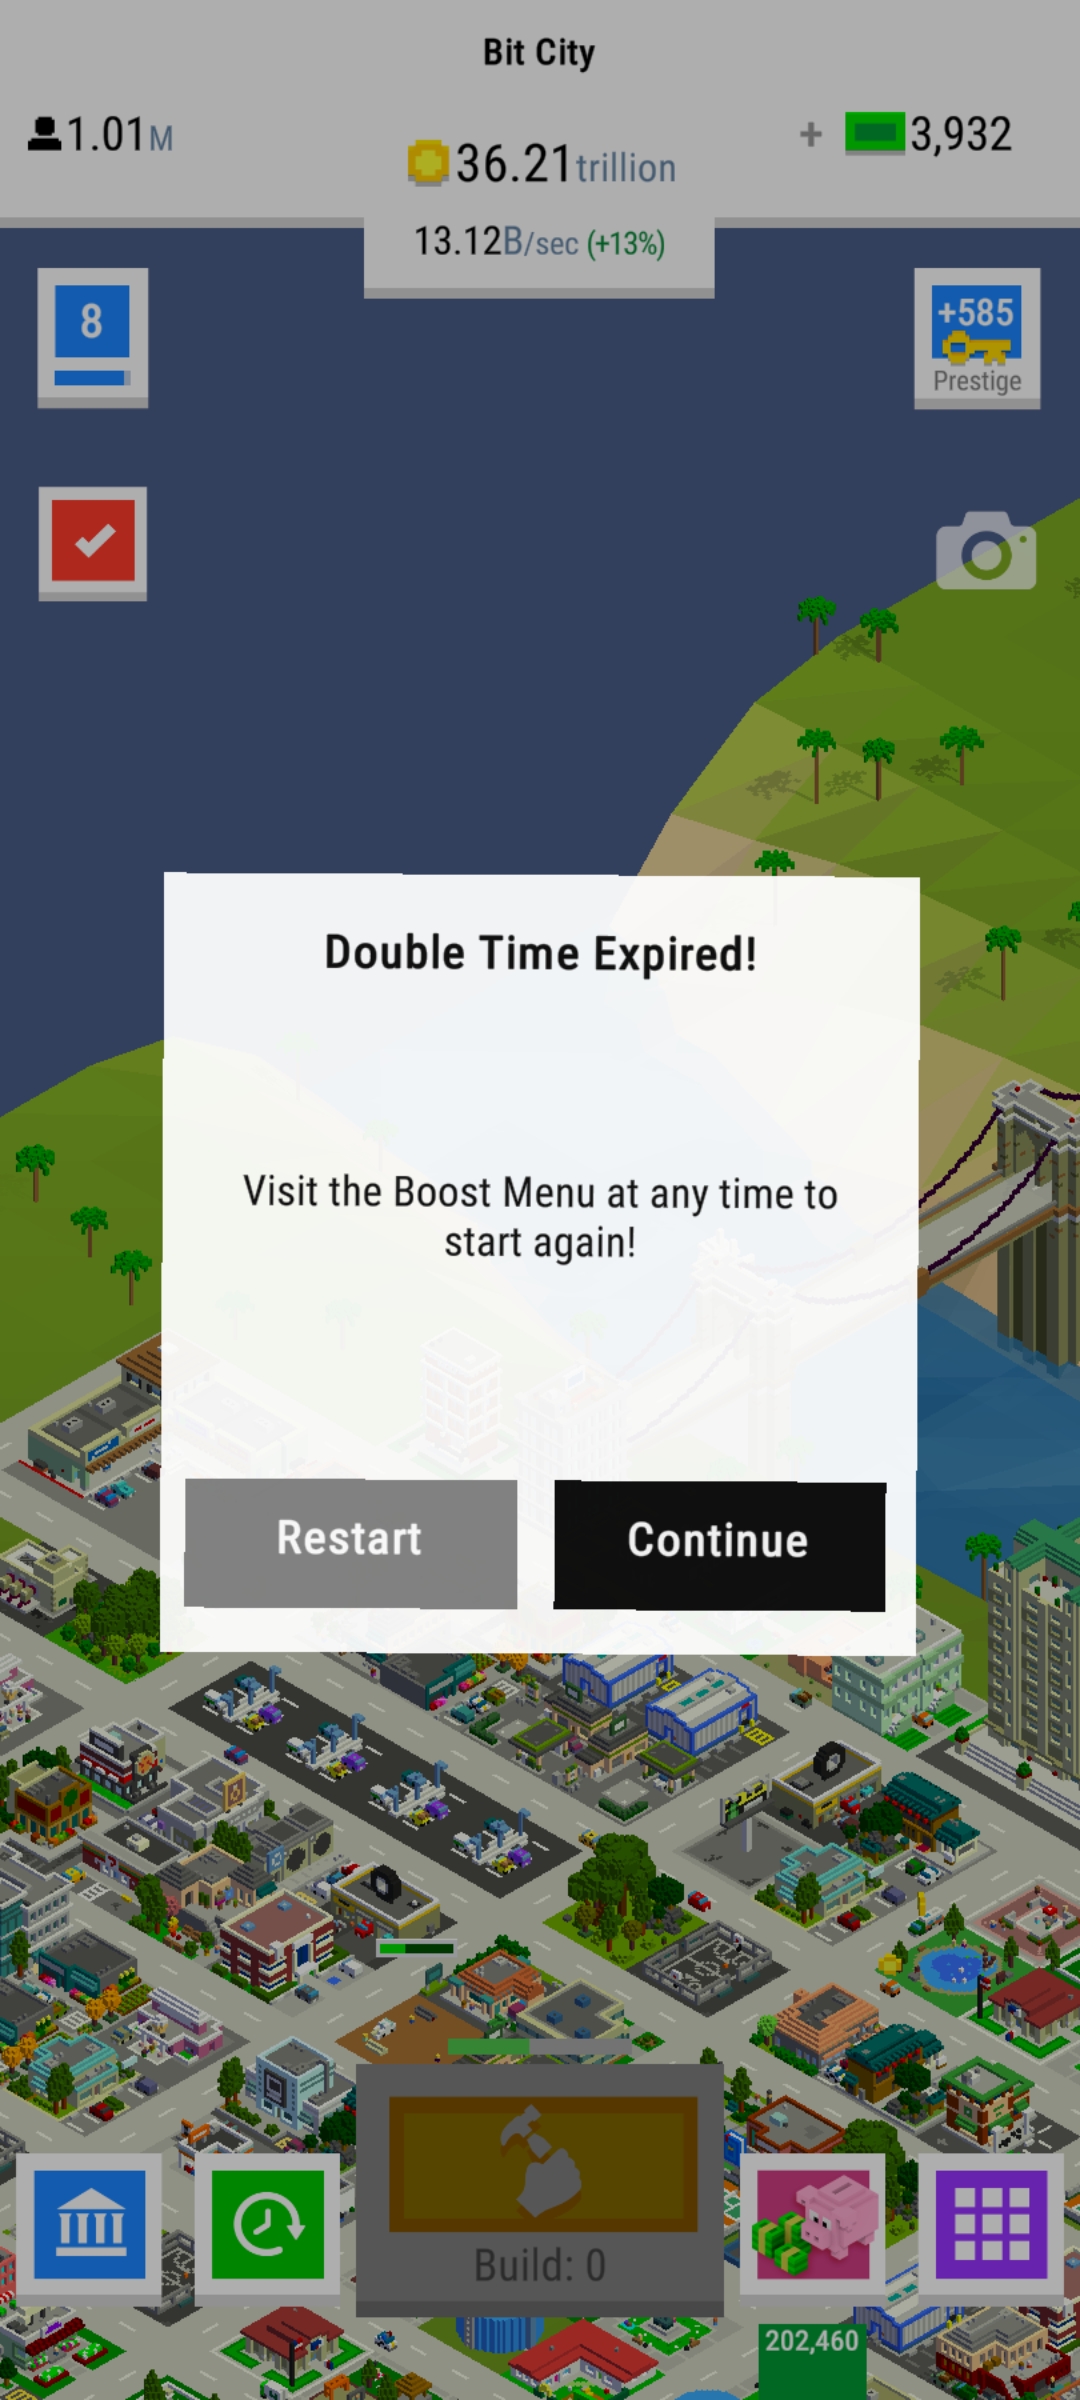 Bit City
1.01M
36.21trillion
+ 3,932
13.12B/sec (+13%)
8
+585
Prestige
Double Time Expired!
Visit the Boost Menu at any time to
start again!
Restart
Continue
Build: 0
202,460